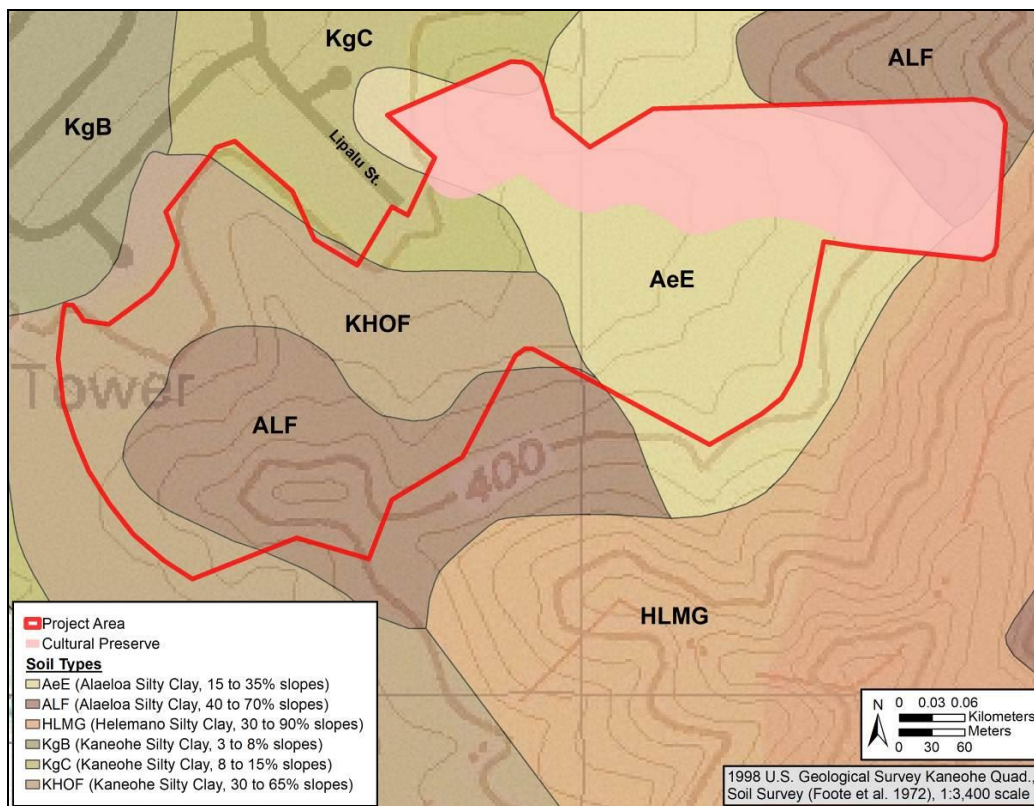 KgC
ALF
KgB
Lipalu St.
AeE
KHOF
Tower
ALF
400
HLMG
Project Area
Cultural Preserve
Soil Types
AeE (Alaeloa Silty Clay, 15 to 35% slopes)
ALF (Alaeloa Silty Clay, 40 to 70% slopes)
HLMG (Helemano Silty Clay, 30 to 90% slopes)
KgB (Kaneohe Silty Clay, 3 to 8% slopes)
KgC (Kaneohe Silty Clay, 8 to 15% slopes)
KHOF (Kaneohe Silty Clay, 30 to 65% slopes)
N
0 0.03 0.06
Kilometers
Meters
0 30 60
1998 U.S. Geological Survey Kaneohe Quad.,
Soil Survey (Foote et al. 1972), 1:3,400 scale